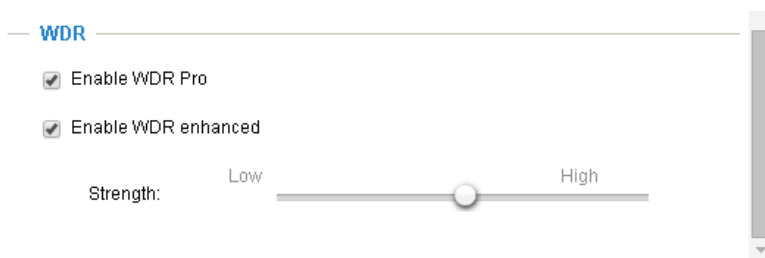 WDR
Enable WDR Pro
Enable WDR enhanced
Low High
Strength: